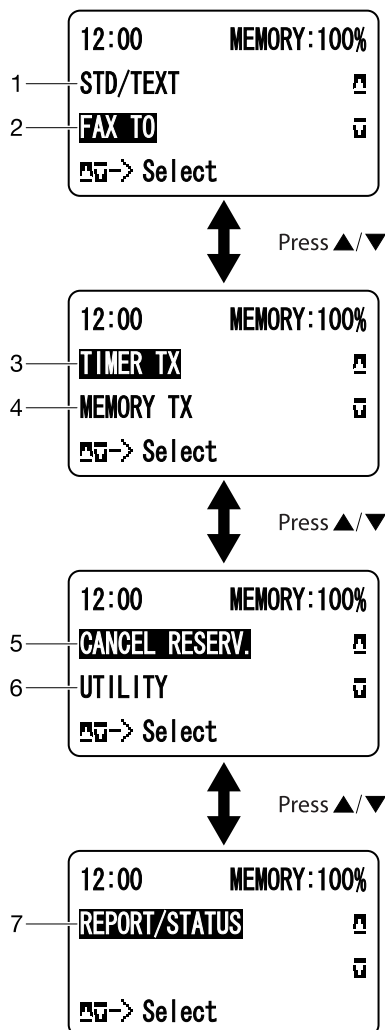 12:00 MEMORY:100%
1 STD/TEXT
2 FAX TO
-> Select
Press ▲/▼
12:00 MEMORY:100%
3 TIMER TX
4 MEMORY TX
-> Select
Press ▲/▼
12:00 MEMORY:100%
5 CANCEL RESERV.
6 UTILITY
-> Select
Press ▲/▼
12:00 MEMORY:100%
7 REPORT/STATUS
-> Select